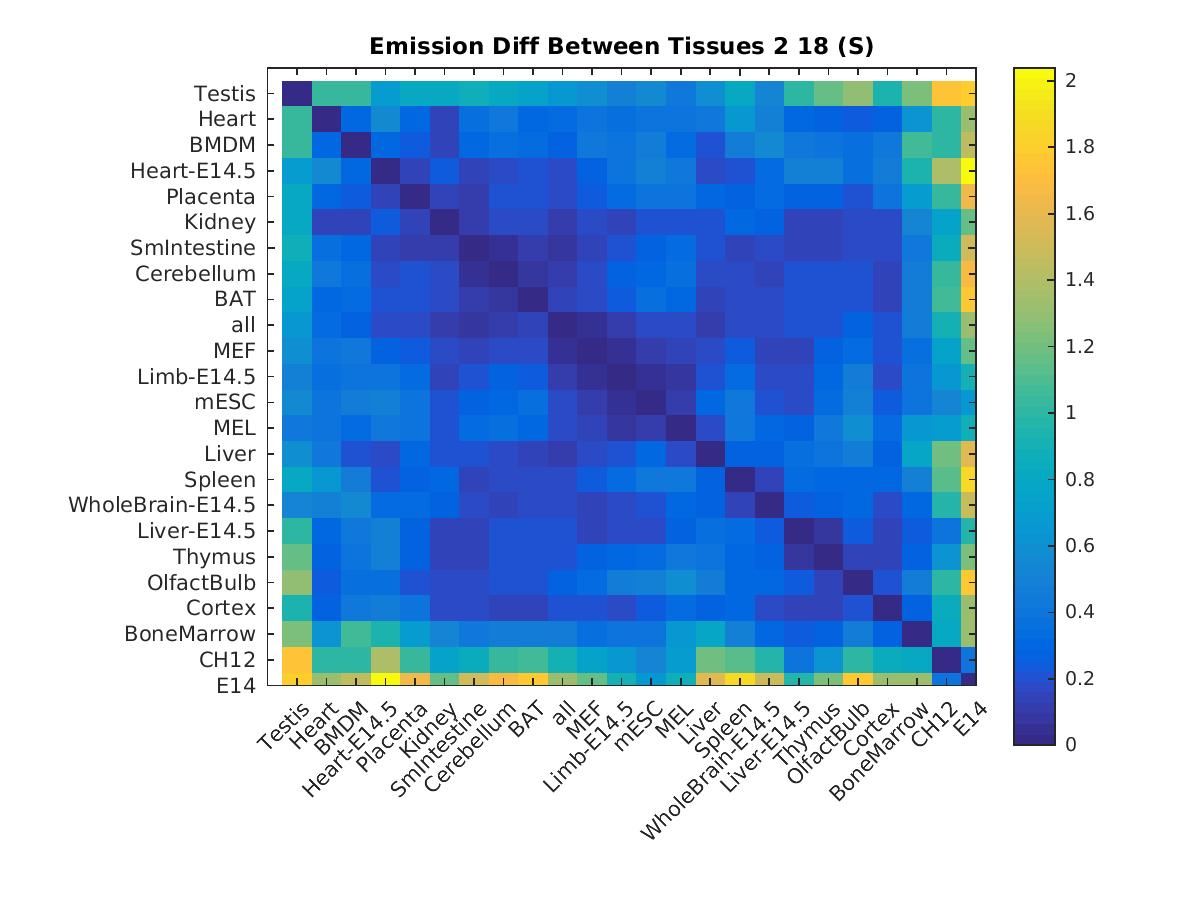 Emission Diff Between Tissues 2 18 (S)
Testis
Heart
BMDM
Heart-E14.5
Placenta
Kidney
SmIntestine
Cerebellum
BAT
all
MEF
Limb-E14.5
mESC
MEL
Liver
Spleen
WholeBrain-E14.5
Liver-E14.5
Thymus
OlfactBulb
Cortex
BoneMarrow
CH12
E14
Testis
Heart
BMDM
Heart-E14.5
Placenta
Kidney
SmIntestine
Cerebellum
BAT
all
MEF
Limb-E14.5
mESC
MEL
Liver
Spleen
WholeBrain-E14.5
Liver-E14.5
Thymus
OlfactBulb
Cortex
BoneMarrow
CH12
E14
2
1.8
1.6
1.4
1.2
1
0.8
0.6
0.4
0.2
0